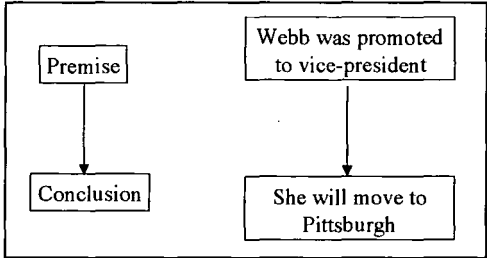 Premise
Conclusion
Webb was promoted
to vice-president
She will move to
Pittsburgh